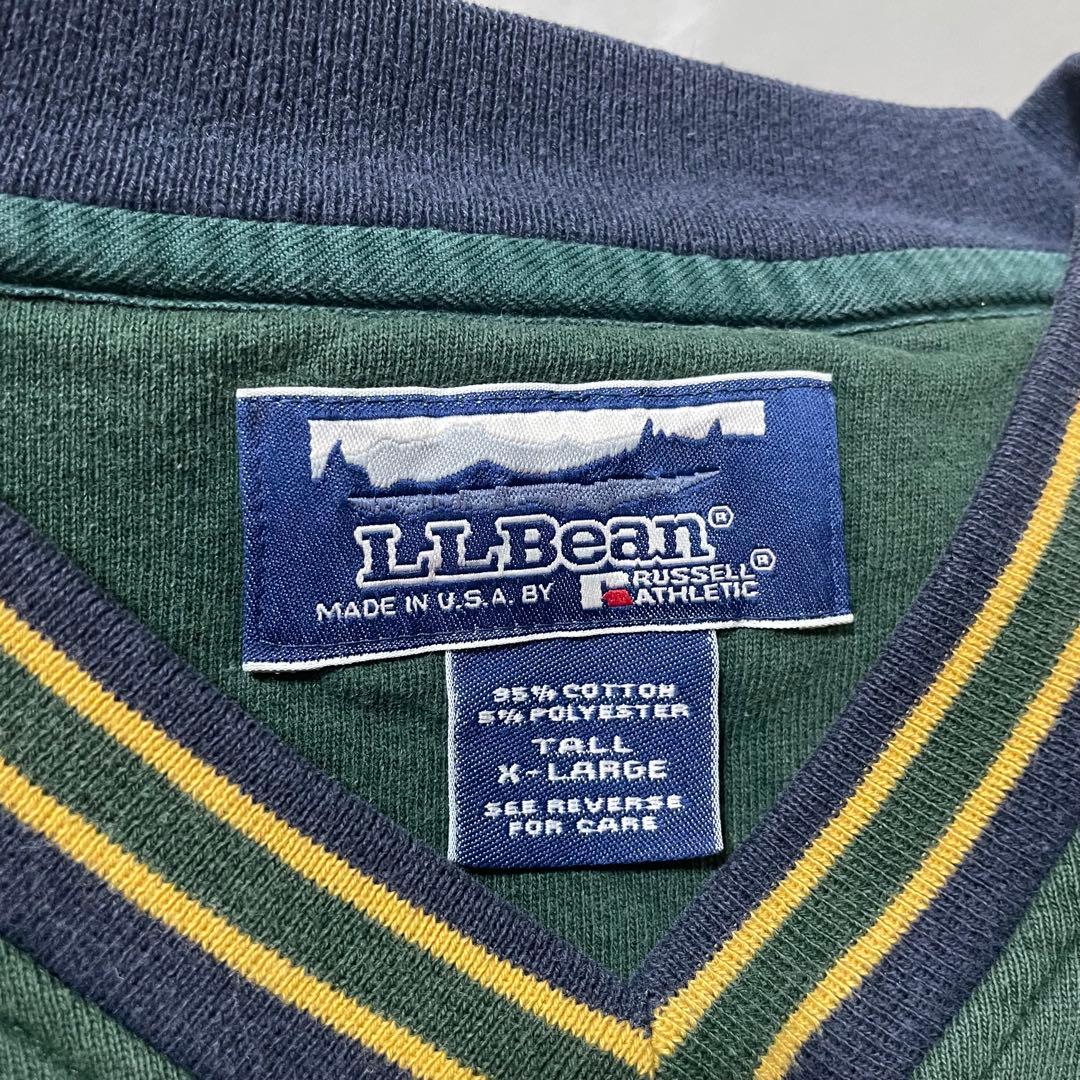 L.L.Bean®
MADE IN U.S.A. BY RUSSELL ATHLETIC®
95% COTTON
5% POLYESTER
TALL
X-LARGE
SEE REVERSE
FOR CARE